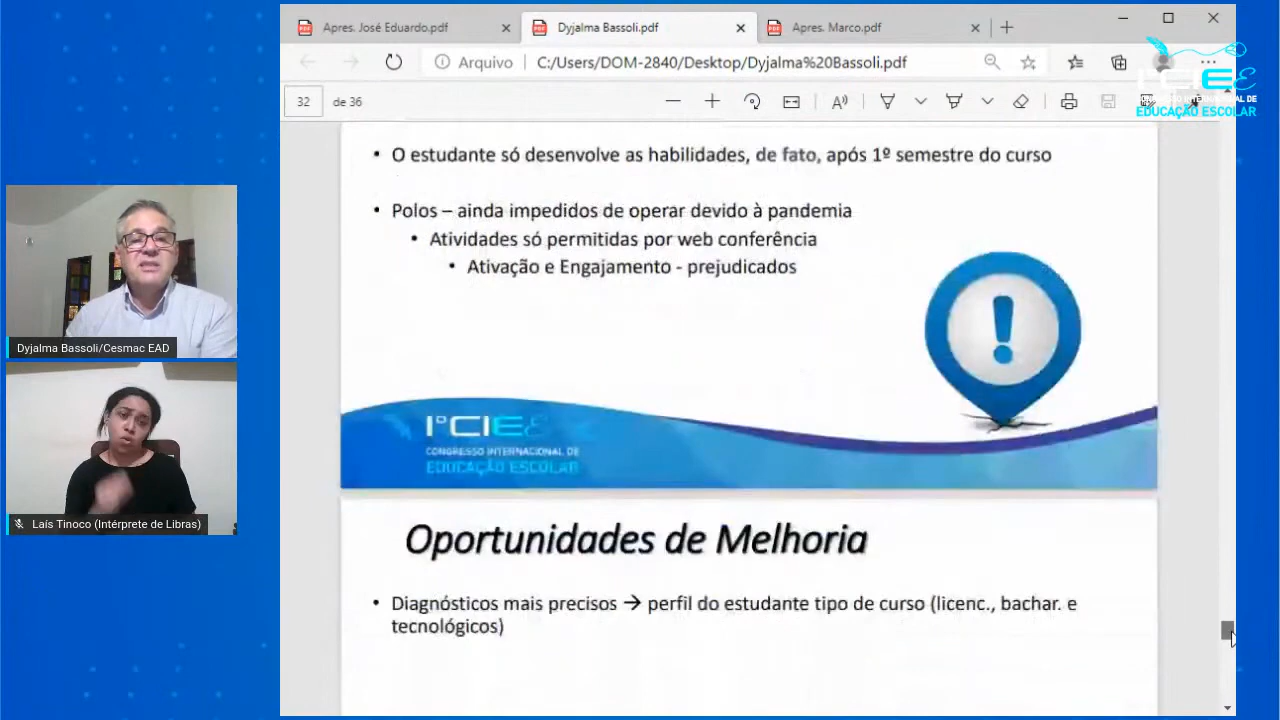 Apres. José Eduardo.pdf
Dyjalma Bassoli.pdf
Apres. Marco.pdf
Arquivo
C:/Users/DOM-2840/Desktop/Dyjalma%20Bassoli.pdf
32 de 36
EDUCAÇÃO ESCOLAR
• O estudante só desenvolve as habilidades, de fato, após 1º semestre do curso
• Polos – ainda impedidos de operar devido à pandemia
• Atividades só permitidas por web conferência
• Ativação e Engajamento - prejudicados
!
Dyjalma Bassoli/Cesmac EAD
Laís Tinoco (Intérprete de Libras)
IºCIEE
CONGRESSO INTERNACIONAL DE
EDUCAÇÃO ESCOLAR
Oportunidades de Melhoria
• Diagnósticos mais precisos → perfil do estudante tipo de curso (licenc., bachar. e
tecnológicos)